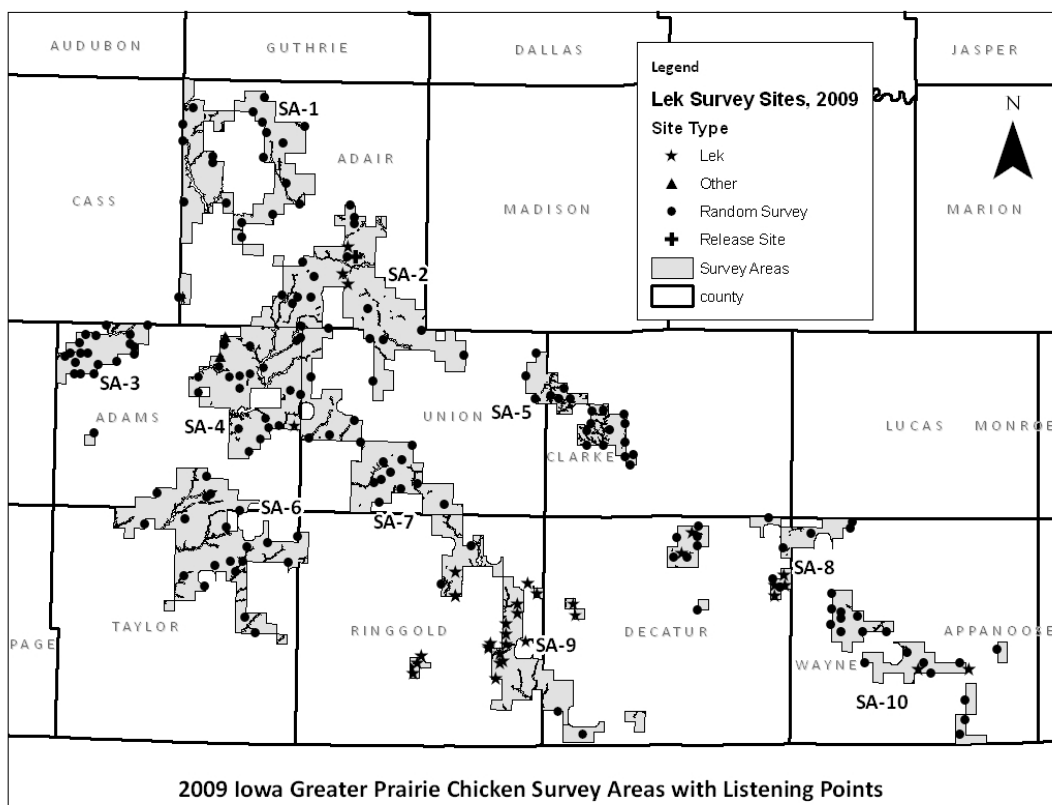 AUDUBON
GUTHRIE
DALLAS
JASPER
Legend
Lek Survey Sites, 2009
Site Type
Lek
Other
Random Survey
Release Site
Survey Areas
county
N
SA-1
ADAIR
CASS
MADISON
MARION
SA-2
SA-3
ADAMS
SA-4
UNION
SA-5
CLARKE
LUCAS
MONROE
SA-6
SA-7
SA-8
TAYLOR
PAGE
RINGGOLD
SA-9
DECATUR
WAYNE
APPANOOSE
SA-10
2009 Iowa Greater Prairie Chicken Survey Areas with Listening Points